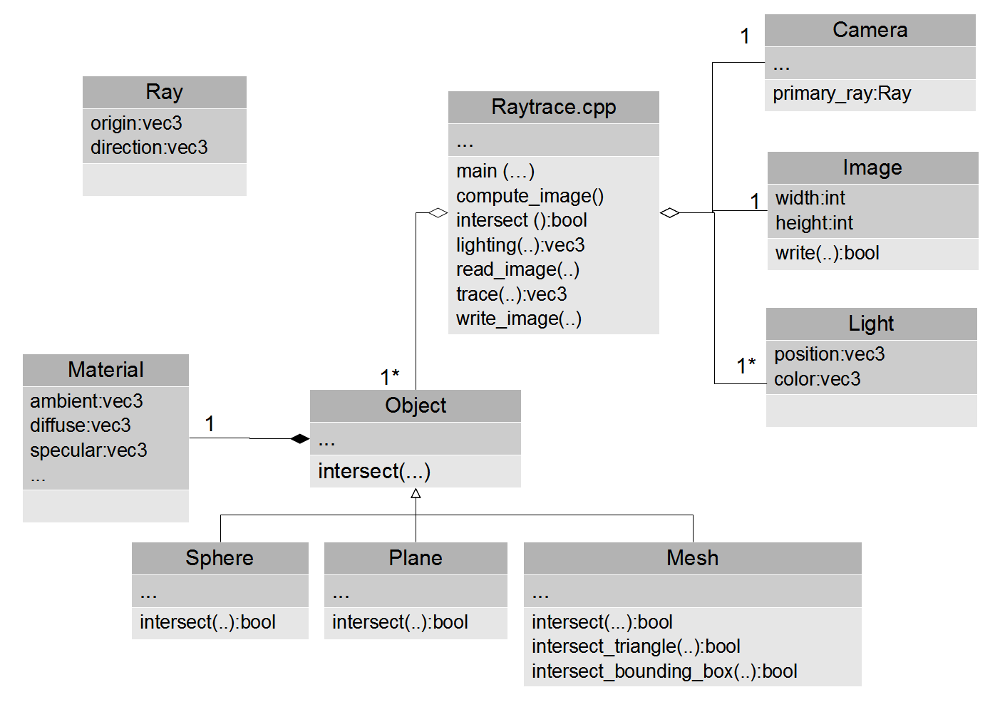 Ray
origin:vec3
direction:vec3
Raytrace.cpp
...
main (...)
compute_image()
intersect ():bool
lighting(..):vec3
read_image(..)
trace(..):vec3
write_image(..)
1
Camera
...
primary_ray:Ray
1
Image
width:int
height:int
write(..):bool
1*
Light
position:vec3
color:vec3
Material
ambient:vec3
diffuse:vec3
specular:vec3
...
1
1*
Object
...
intersect(...)
Sphere
...
intersect(..):bool
Plane
...
intersect(..):bool
Mesh
...
intersect(...):bool
intersect_triangle(..):bool
intersect_bounding_box(..):bool